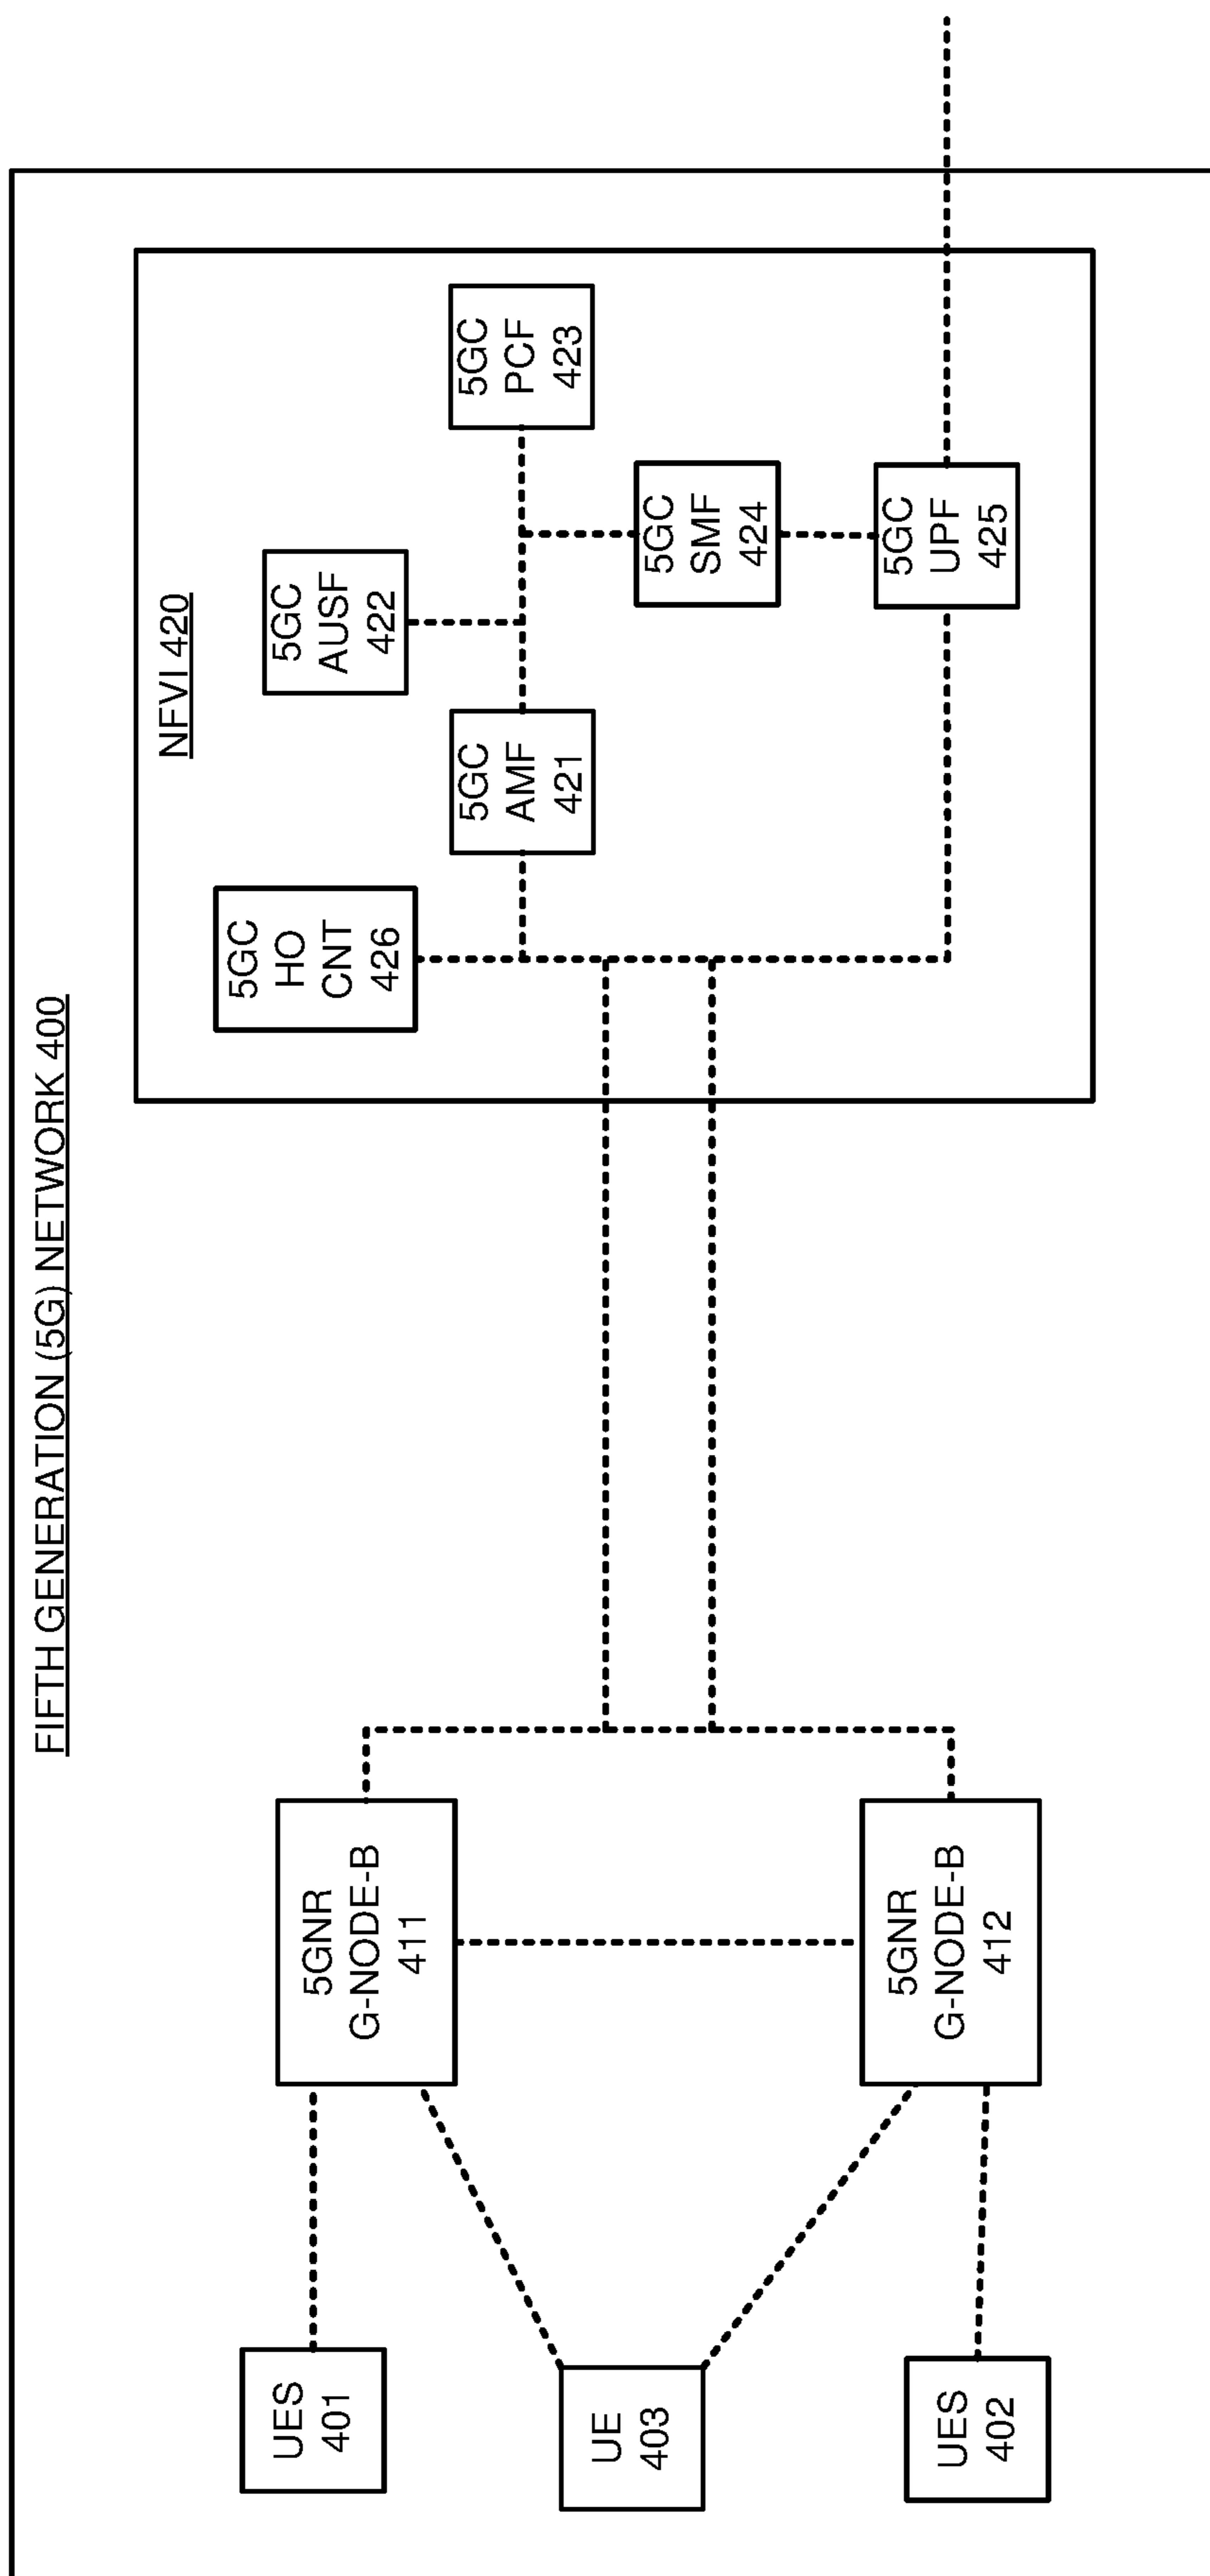 FIFTH GENERATION (5G) NETWORK 400
UES
401
UE
403
UES
402
5GNR
G-NODE-B
411
5GNR
G-NODE-B
412
NFVI 420
5GC
HO
CNT
426
5GC
AMF
421
5GC
AUSF
422
5GC
PCF
423
5GC
SMF
424
5GC
UPF
425